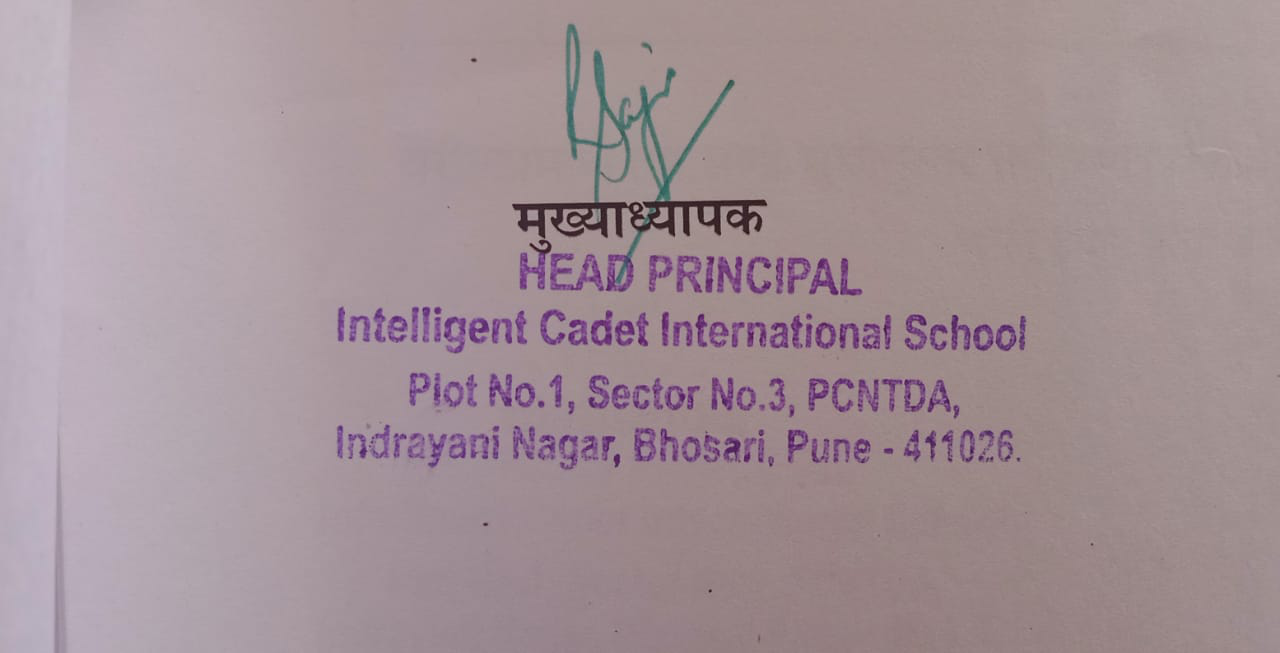 मुख्याध्यापक
HEAD PRINCIPAL
Intelligent Cadet International School
Plot No.1, Sector No.3, PCNTDA,
Indrayani Nagar, Bhosari, Pune - 411026.